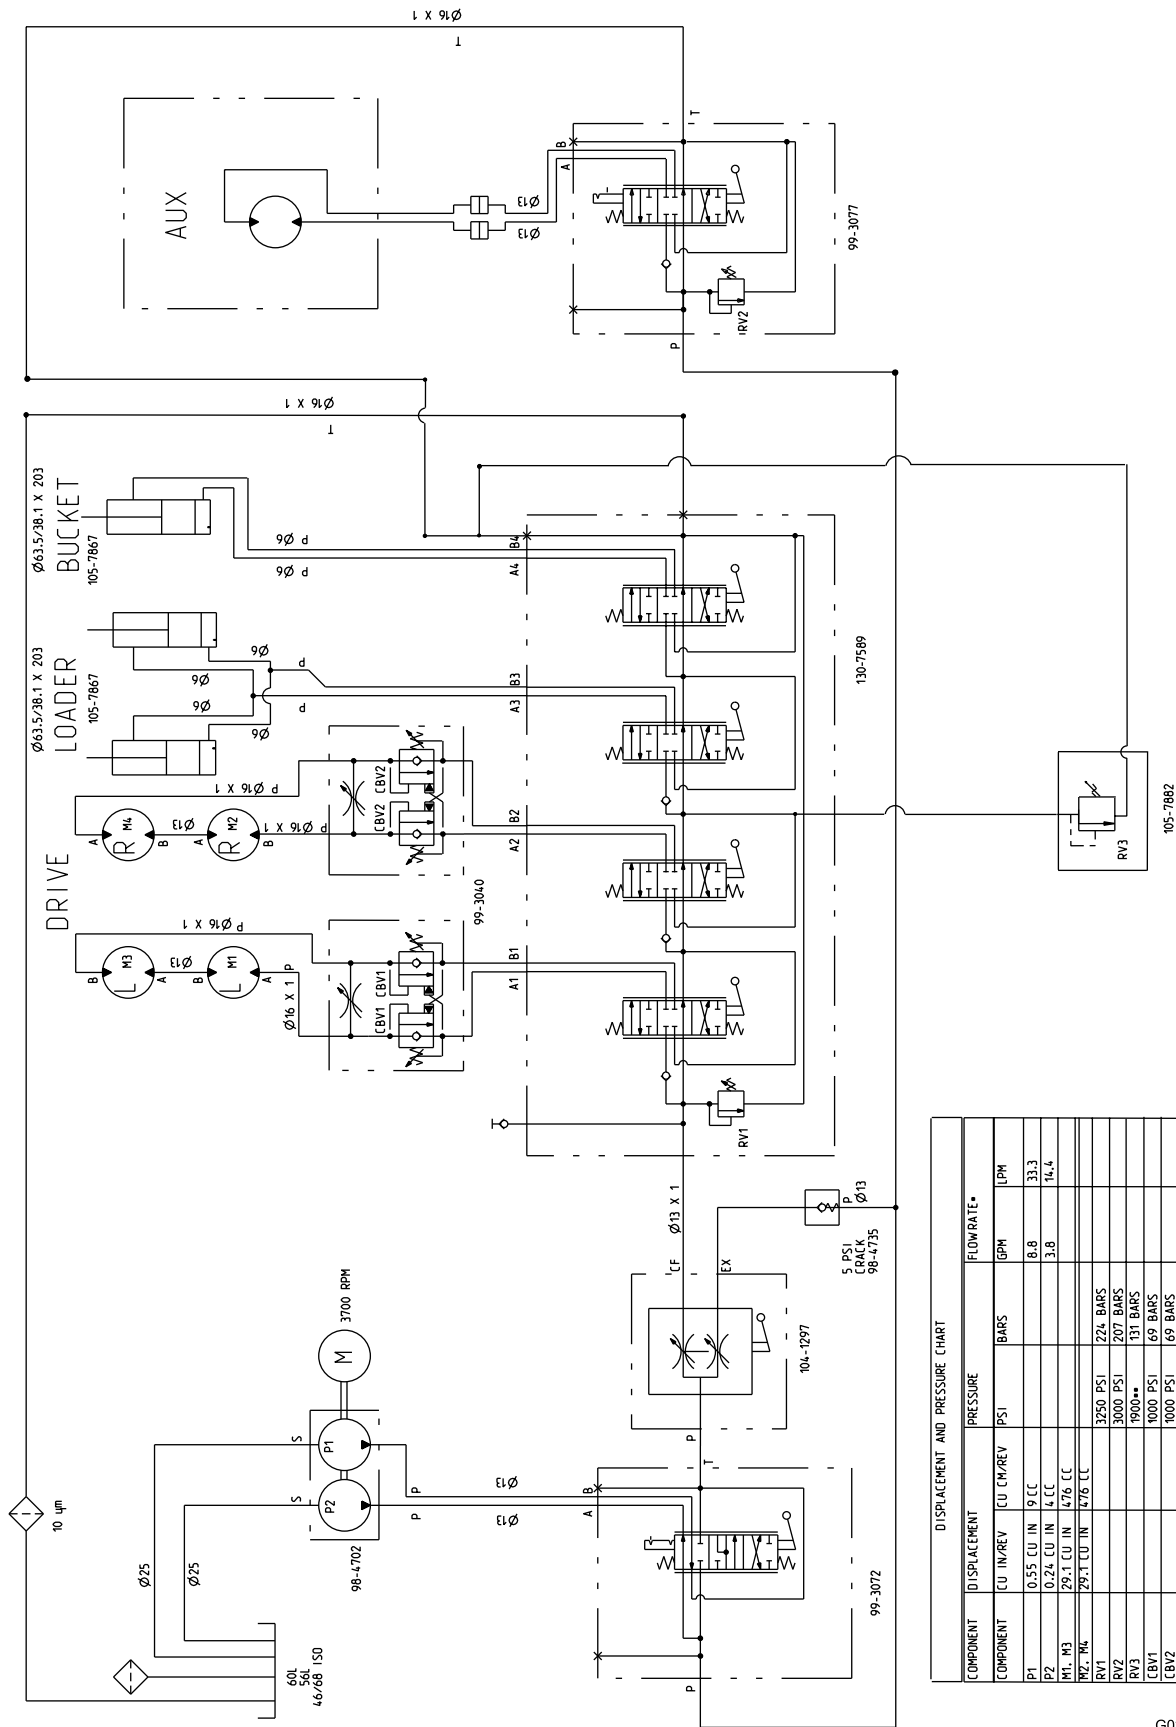 Ø16 X 1
T
AUX
Ø13
Ø13
B
A
T
99-3077
RV2
P
Ø16 X 1
T
Ø63.5/38.1 X 203
BUCKET
105-7867
P Ø6
P Ø6
B4
A4
Ø63.5/38.1 X 203
LOADER
105-7867
Ø6
Ø6
Ø6
Ø6
P
P
B3
A3
130-7589
DRIVE
P Ø16 X 1
A
R M4
B
Ø13
A
R M2
B
P Ø16 X 1
CBV2
CBV2
B2
A2
99-3040
RV3
105-7882
P Ø16 X 1
B
L M3
A
Ø13
B
L M1
A
Ø16 X 1 P
CBV1
CBV1
B1
A1
RV1
Ø13 X 1
CF
EX
P
Ø13
5 PSI
CRACK
98-4735
104-1297
P
3700 RPM
M
S
P1
S
P2
98-4702
P
P
Ø13
Ø13
Ø25
Ø25
10 µm
60L
56L
46/68 ISO
A
B
T
P
99-3072
DISPLACEMENT AND PRESSURE CHART
COMPONENT DISPLACEMENT PRESSURE FLOWRATE*
COMPONENT CU IN/REV CU CM/REV PSI BARS GPM LPM
P1 0.55 CU IN 9 CC 8.8 33.3
P2 0.24 CU IN 4 CC 3.8 14.4
M1, M3 29.1 CU IN 476 CC
M2, M4 29.1 CU IN 476 CC
RV1 3250 PSI 224 BARS
RV2 3000 PSI 207 BARS
RV3 1900** 131 BARS
CBV1 1000 PSI 69 BARS
CBV2 1000 PSI 69 BARS